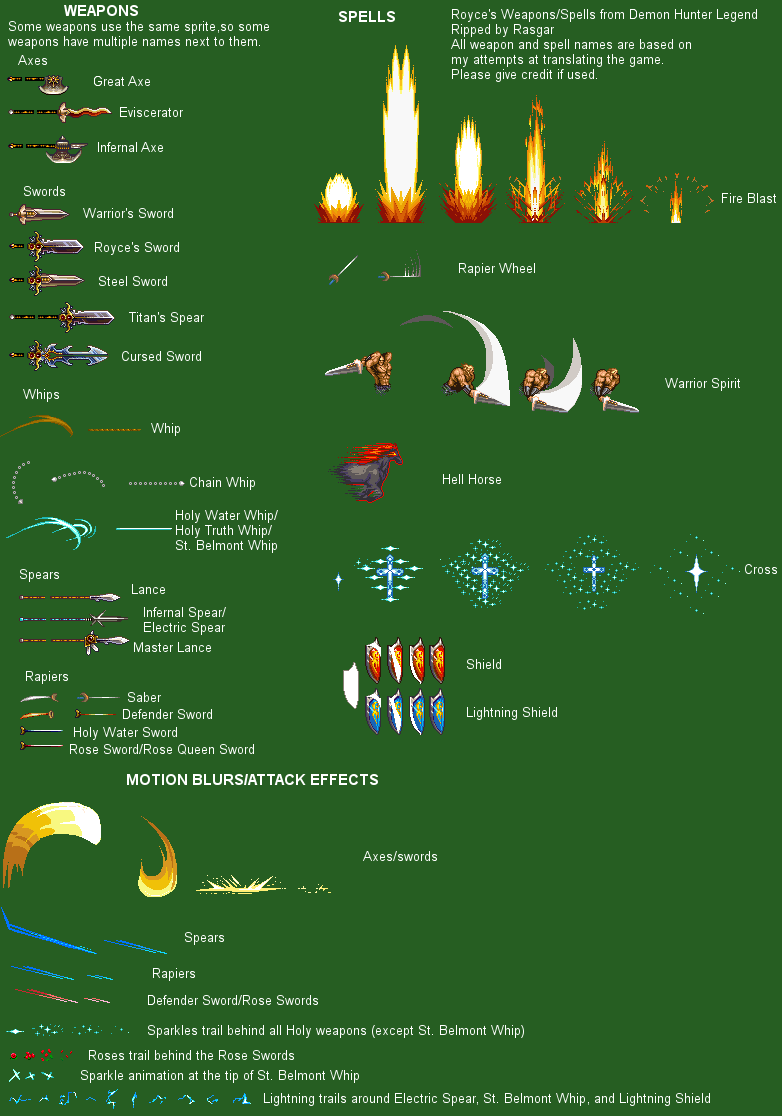 WEAPONS
Some weapons use the same sprite,so some
weapons have multiple names next to them.
Axes
Great Axe
Eviscerator
Infernal Axe
Swords
Warrior's Sword
Royce's Sword
Steel Sword
Titan's Spear
Cursed Sword
Whips
Whip
Chain Whip
Holy Water Whip/
Holy Truth Whip/
St. Belmont Whip
Spears
Lance
Infernal Spear/
Electric Spear
Master Lance
Rapiers
Saber
Defender Sword
Holy Water Sword
Rose Sword/Rose Queen Sword
SPELLS
Royce's Weapons/Spells from Demon Hunter Legend
Ripped by Rasgar
All weapon and spell names are based on
my attempts at translating the game.
Please give credit if used.
Fire Blast
Rapier Wheel
Warrior Spirit
Hell Horse
Cross
Shield
Lightning Shield
MOTION BLURS/ATTACK EFFECTS
Axes/swords
Spears
Rapiers
Defender Sword/Rose Swords
Sparkles trail behind all Holy weapons (except St. Belmont Whip)
Roses trail behind the Rose Swords
Sparkle animation at the tip of St. Belmont Whip
Lightning trails around Electric Spear, St. Belmont Whip, and Lightning Shield